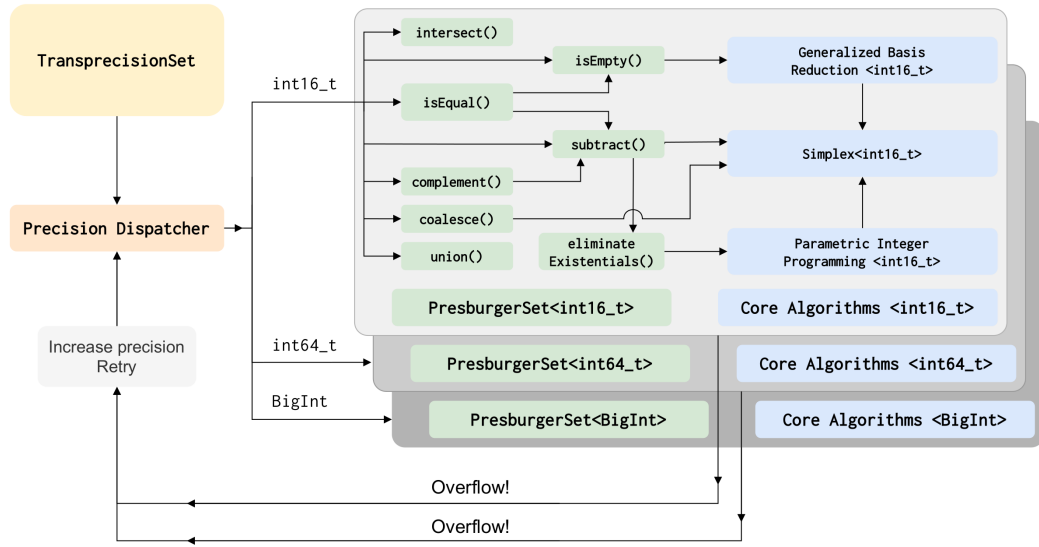 TransprecisionSet
Precision Dispatcher
Increase precision
Retry
int16_t
int64_t
BigInt
intersect()
isEmpty()
isEqual()
subtract()
complement()
coalesce()
union()
eliminate
Existentials()
Generalized Basis
Reduction <int16_t>
Simplex<int16_t>
Parametric Integer
Programming <int16_t>
PresburgerSet<int16_t>
Core Algorithms <int16_t>
PresburgerSet<int64_t>
Core Algorithms <int64_t>
PresburgerSet<BigInt>
Core Algorithms <BigInt>
Overflow!
Overflow!